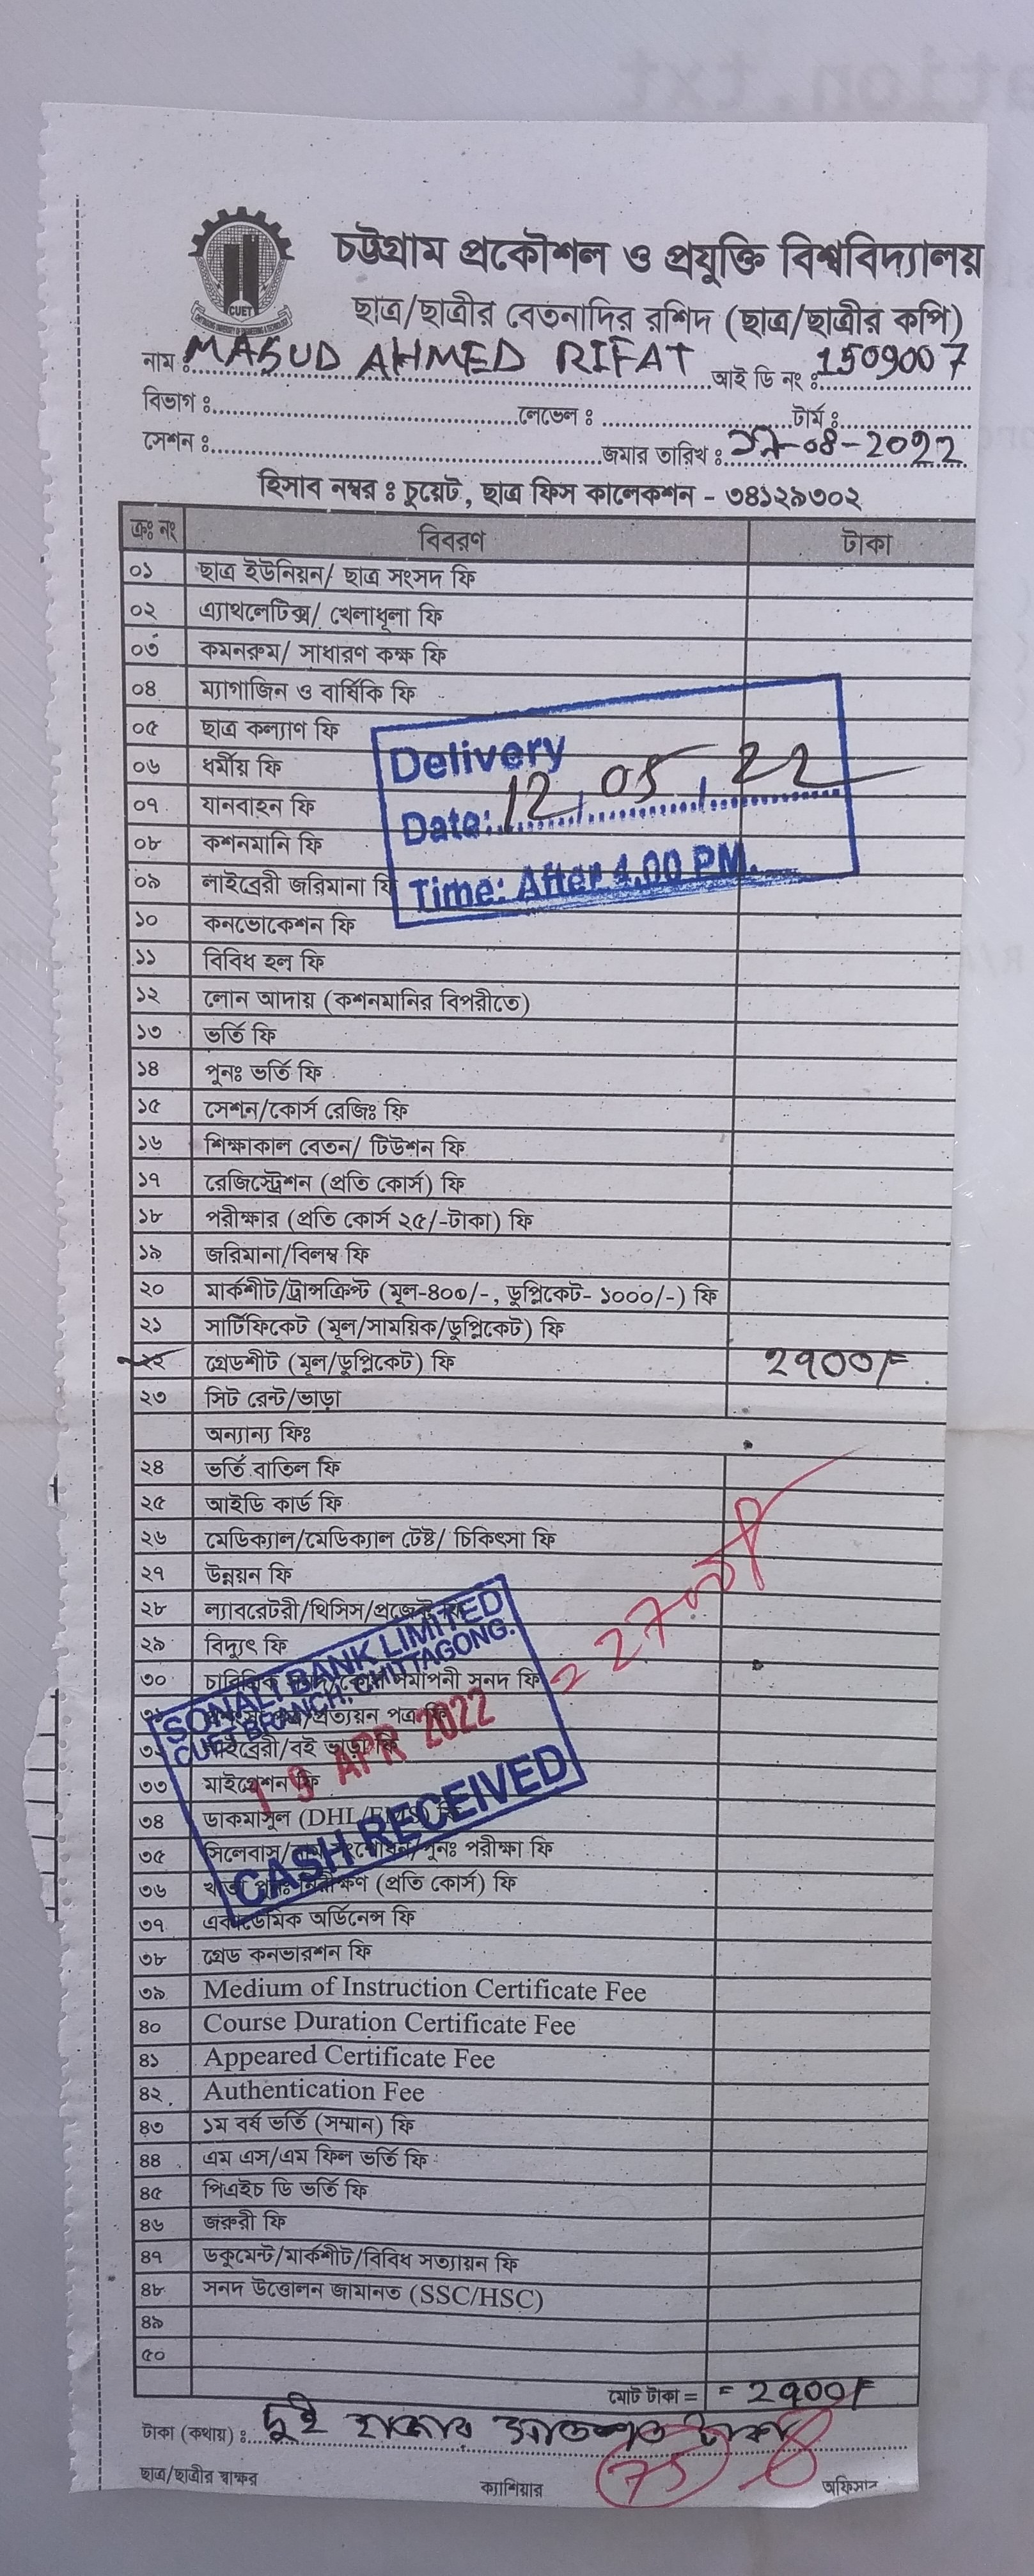 CUET
চট্টগ্রাম প্রকৌশল ও প্রযুক্তি বিশ্ববিদ্যালয়
ছাত্র/ছাত্রীর বেতনাদির রশিদ (ছাত্র/ছাত্রীর কপি)
নাম : MASUD AHMED RIFAT আই ডি নং : 1509007
বিভাগ : লেভেল : টার্ম :
সেশন : জমার তারিখ : -2022
হিসাব নম্বর : চুয়েট, ছাত্র ফিস কালেকশন - ৩৪১২৯৩০২
ক্রঃ নং বিবরণ টাকা
০১ ছাত্র ইউনিয়ন/ ছাত্র সংসদ ফি
০২ এ্যাথলেটিক্স/ খেলাধূলা ফি
০৩ কমনরুম/ সাধারণ কক্ষ ফি
০৪ ম্যাগাজিন ও বার্ষিকি ফি
০৫ ছাত্র কল্যাণ ফি
০৬ ধর্মীয় ফি
০৭ যানবাহন ফি
০৮ কশনমানি ফি
০৯ লাইব্রেরী জরিমানা ফি
Delivery
Date: 12, 05, 22
Time: After 4.00 PM.
১০ কনভোকেশন ফি
১১ বিবিধ হল ফি
১২ লোন আদায় (কশনমানির বিপরীতে)
১৩ ভর্তি ফি
১৪ পুনঃ ভর্তি ফি
১৫ সেশন/কোর্স রেজিঃ ফি
১৬ শিক্ষাকাল বেতন/ টিউশন ফি
১৭ রেজিস্ট্রেশন (প্রতি কোর্স) ফি
১৮ পরীক্ষার (প্রতি কোর্স ২৫/-টাকা) ফি
১৯ জরিমানা/বিলম্ব ফি
২০ মার্কশীট/ট্রান্সক্রিপ্ট (মূল-৪০০/-, ডুপ্লিকেট- ১০০০/-) ফি
২১ সার্টিফিকেট (মূল/সাময়িক/ডুপ্লিকেট) ফি
২২ গ্রেডশীট (মূল/ডুপ্লিকেট) ফি ২৭০০/=
২৩ সিট রেন্ট/ভাড়া
অন্যান্য ফিঃ
২৪ ভর্তি বাতিল ফি
২৫ আইডি কার্ড ফি
২৬ মেডিক্যাল/মেডিক্যাল টেষ্ট/ চিকিৎসা ফি
২৭ উন্নয়ন ফি
২৮ ল্যাবরেটরী/থিসিস/প্রজেক্ট ফি
২৯ বিদ্যুৎ ফি
৩০ চারিত্রিক সনদ/কোর্স সমাপনী সনদ ফি
৩১ প্রশংসা পত্র/প্রত্যয়ন পত্র ফি
৩২ লাইব্রেরী/বই ভাড়া ফি
৩৩ মাইগ্রেশন ফি
৩৪ ডাকমাসুল (DHL/EMS) ফি
৩৫ সিলেবাস/নাম সংশোধন/পুনঃ পরীক্ষা ফি
৩৬ খাতা পুনঃ নিরীক্ষণ (প্রতি কোর্স) ফি
SONALI BANK LIMITED
CUET BRANCH, CHITTAGONG.
19 APR 2022
CASH RECEIVED
৩৭ একাডেমিক অর্ডিনেন্স ফি
৩৮ গ্রেড কনভারশন ফি
৩৯ Medium of Instruction Certificate Fee
৪০ Course Duration Certificate Fee
৪১ Appeared Certificate Fee
৪২ Authentication Fee
৪৩ ১ম বর্ষ ভর্তি (সম্মান) ফি
৪৪ এম এস/এম ফিল ভর্তি ফি
৪৫ পিএইচ ডি ভর্তি ফি
৪৬ জরুরী ফি
৪৭ ডকুমেন্ট/মার্কশীট/বিবিধ সত্যায়ন ফি
৪৮ সনদ উত্তোলন জামানত (SSC/HSC)
৪৯
৫০
মোট টাকা = = ২৭০০/=
টাকা (কথায়) : দুই হাজার সাতশত টাকা
75
ছাত্র/ছাত্রীর স্বাক্ষর ক্যাশিয়ার অফিসার